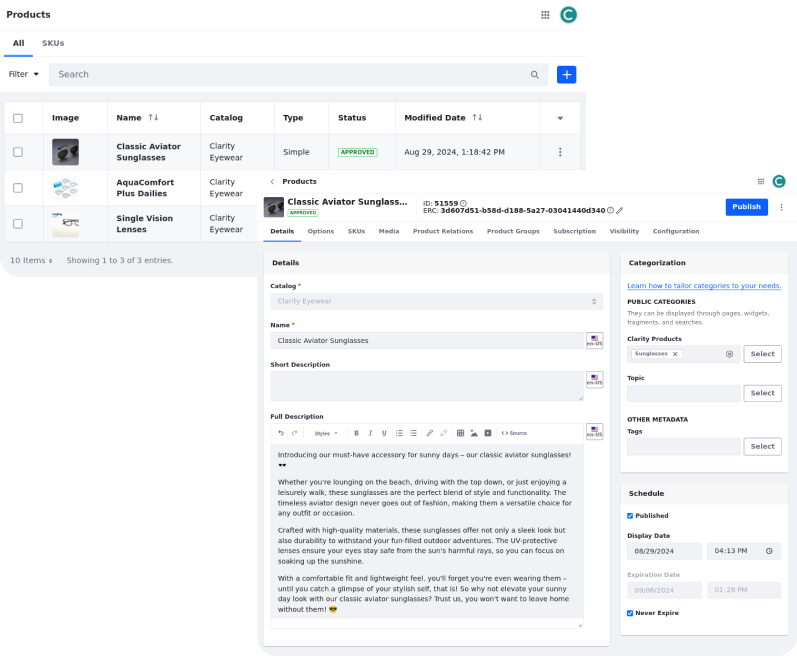 Products
C
All
SKUs
Filter
Search
+
Image
Name
Catalog
Type
Status
Modified Date
Classic Aviator
Sunglasses
Clarity
Eyewear
Simple
APPROVED
Aug 29, 2024, 1:18:42 PM
AquaComfort
Plus Dailies
Clarity
Eyewear
Single Vision
Lenses
Clarity
Eyewear
10 Items
Showing 1 to 3 of 3 entries.
Products
C
Classic Aviator Sunglass...
APPROVED
ID: 51559
ERC: 3d607d51-b58d-d188-5a27-03041440d340
Publish
Details
Options
SKUs
Media
Product Relations
Product Groups
Subscription
Visibility
Configuration
Details
Catalog *
Clarity Eyewear
Name *
Classic Aviator Sunglasses
en-US
Short Description
en-US
Full Description
Styles
B
I
U
Source
en-US
Introducing our must-have accessory for sunny days – our classic aviator sunglasses!
🕶️
Whether you're lounging on the beach, driving with the top down, or just enjoying a
leisurely walk, these sunglasses are the perfect blend of style and functionality. The
timeless aviator design never goes out of fashion, making them a versatile choice for
any outfit or occasion.
Crafted with high-quality materials, these sunglasses offer not only a sleek look but
also durability to withstand your fun-filled outdoor adventures. The UV-protective
lenses ensure your eyes stay safe from the sun's harmful rays, so you can focus on
soaking up the sunshine.
With a comfortable fit and lightweight feel, you'll forget you're even wearing them –
until you catch a glimpse of your stylish self, that is! So why not elevate your sunny
day look with our classic aviator sunglasses? Trust us, you won't want to leave home
without them! 😎
Categorization
Learn how to tailor categories to your needs.
PUBLIC CATEGORIES
They can be displayed through pages, widgets,
fragments, and searches.
Clarity Products
Sunglasses
Select
Topic
Select
OTHER METADATA
Tags
Select
Schedule
Published
Display Date
08/29/2024
04:13 PM
Expiration Date
09/06/2024
01:28 PM
Never Expire